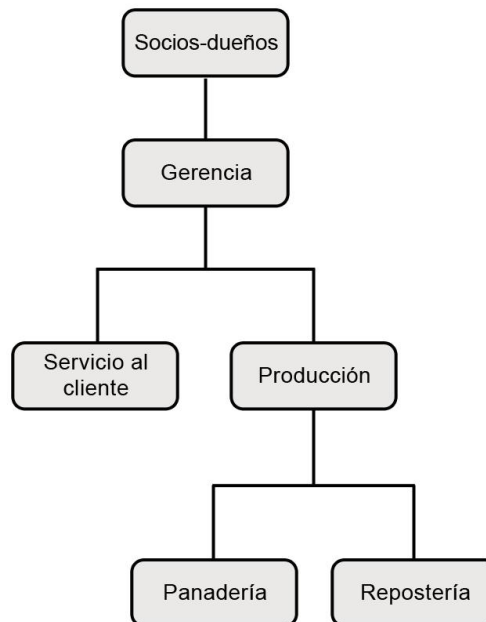 Socios-dueños
Gerencia
Servicio al
cliente
Producción
Panadería
Repostería